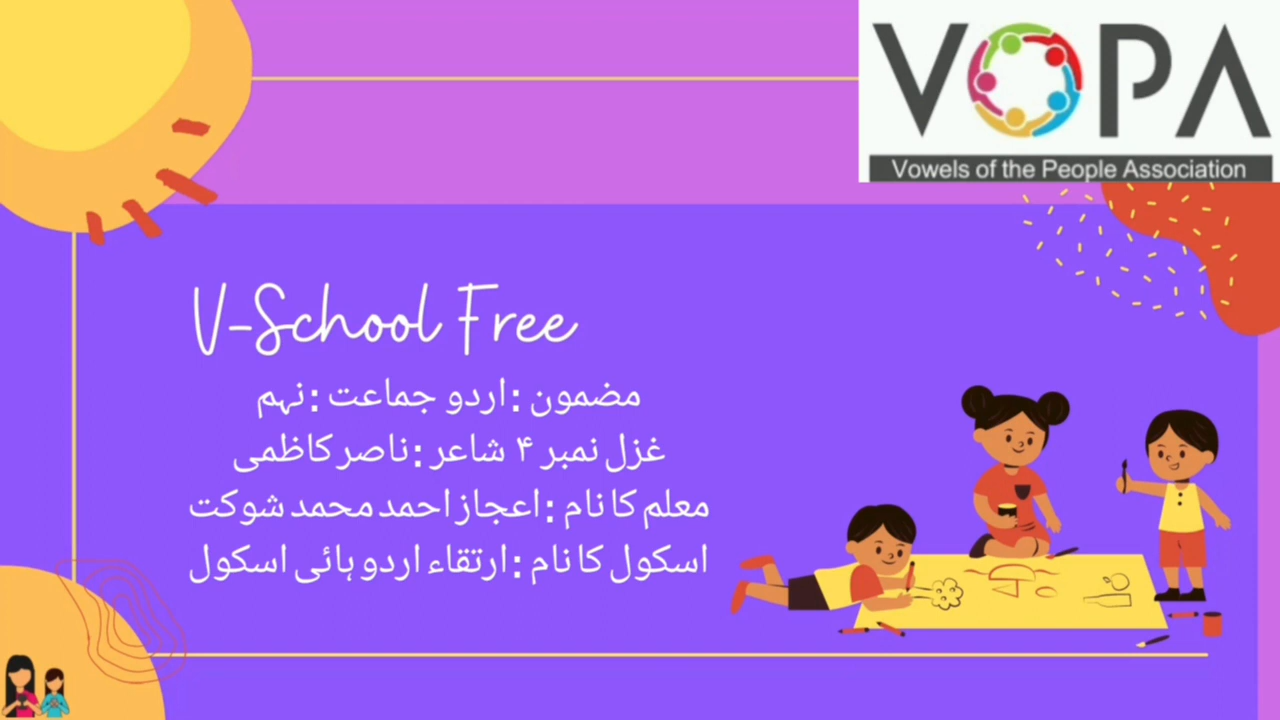 VOPA
Vowels of the People Association
V-School Free
مضمون : اردو جماعت : نہم
غزل نمبر ۴ شاعر : ناصر کاظمی
معلم کا نام : اعجاز احمد محمد شوکت
اسکول کا نام : ارتقاء اردو ہائی اسکول